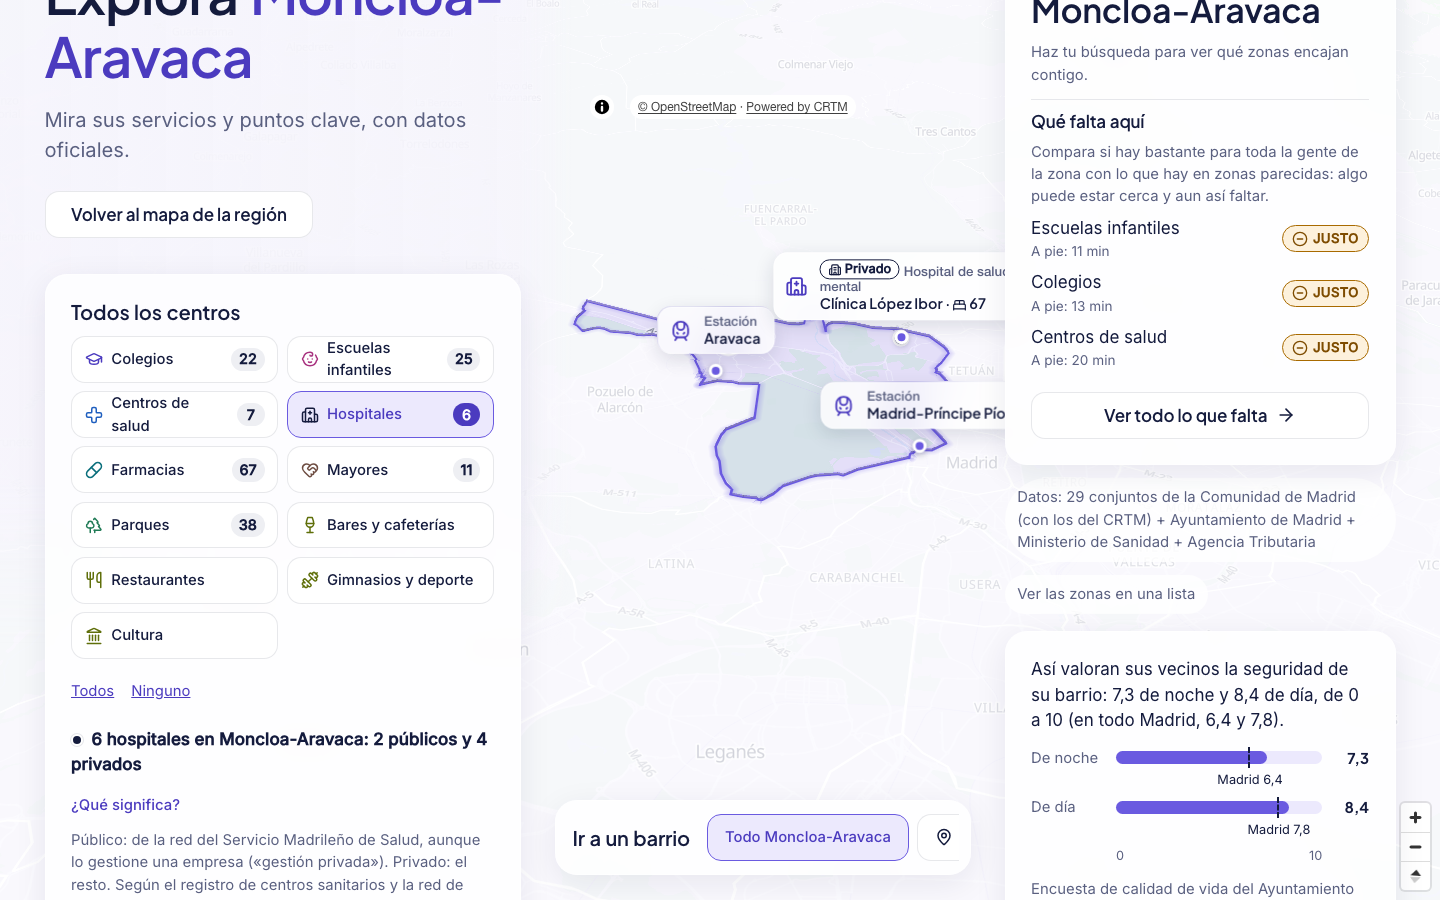 Explora Moncloa-
Aravaca
Mira sus servicios y puntos clave, con datos
oficiales.
Volver al mapa de la región
Todos los centros
Colegios 22
Escuelas
infantiles 25
Centros de
salud 7
Hospitales 6
Farmacias 67
Mayores 11
Parques 38
Bares y cafeterías
Restaurantes
Gimnasios y deporte
Cultura
Todos Ninguno
6 hospitales en Moncloa-Aravaca: 2 públicos y 4
privados
¿Qué significa?
Público: de la red del Servicio Madrileño de Salud, aunque
lo gestione una empresa («gestión privada»). Privado: el
resto. Según el registro de centros sanitarios y la red de
Colmenar Viejo
© OpenStreetMap · Powered by CRTM
Tres Cantos
FUENCARRAL-
EL PARDO
Privado Hospital de salud
mental
Clínica López Ibor · 67
Estación
Aravaca
TETUÁN
Pozuelo de
Alarcón
Estación
Madrid-Príncipe Pío
Madrid
M-511
M-30
A-42
LATINA
CARABANCHEL
USERA
A-5
A-5R
R-5
M-40
M-45
Leganés
M-406
Ir a un barrio
Todo Moncloa-Aravaca
Moncloa-Aravaca
Haz tu búsqueda para ver qué zonas encajan
contigo.
Qué falta aquí
Compara si hay bastante para toda la gente de
la zona con lo que hay en zonas parecidas: algo
puede estar cerca y aun así faltar.
Escuelas infantiles
A pie: 11 min
JUSTO
Colegios
A pie: 13 min
JUSTO
Centros de salud
A pie: 20 min
JUSTO
Ver todo lo que falta
Datos: 29 conjuntos de la Comunidad de Madrid
(con los del CRTM) + Ayuntamiento de Madrid +
Ministerio de Sanidad + Agencia Tributaria
Ver las zonas en una lista
Así valoran sus vecinos la seguridad de
su barrio: 7,3 de noche y 8,4 de día, de 0
a 10 (en todo Madrid, 6,4 y 7,8).
De noche 7,3
Madrid 6,4
De día 8,4
Madrid 7,8
0 10
Encuesta de calidad de vida del Ayuntamiento